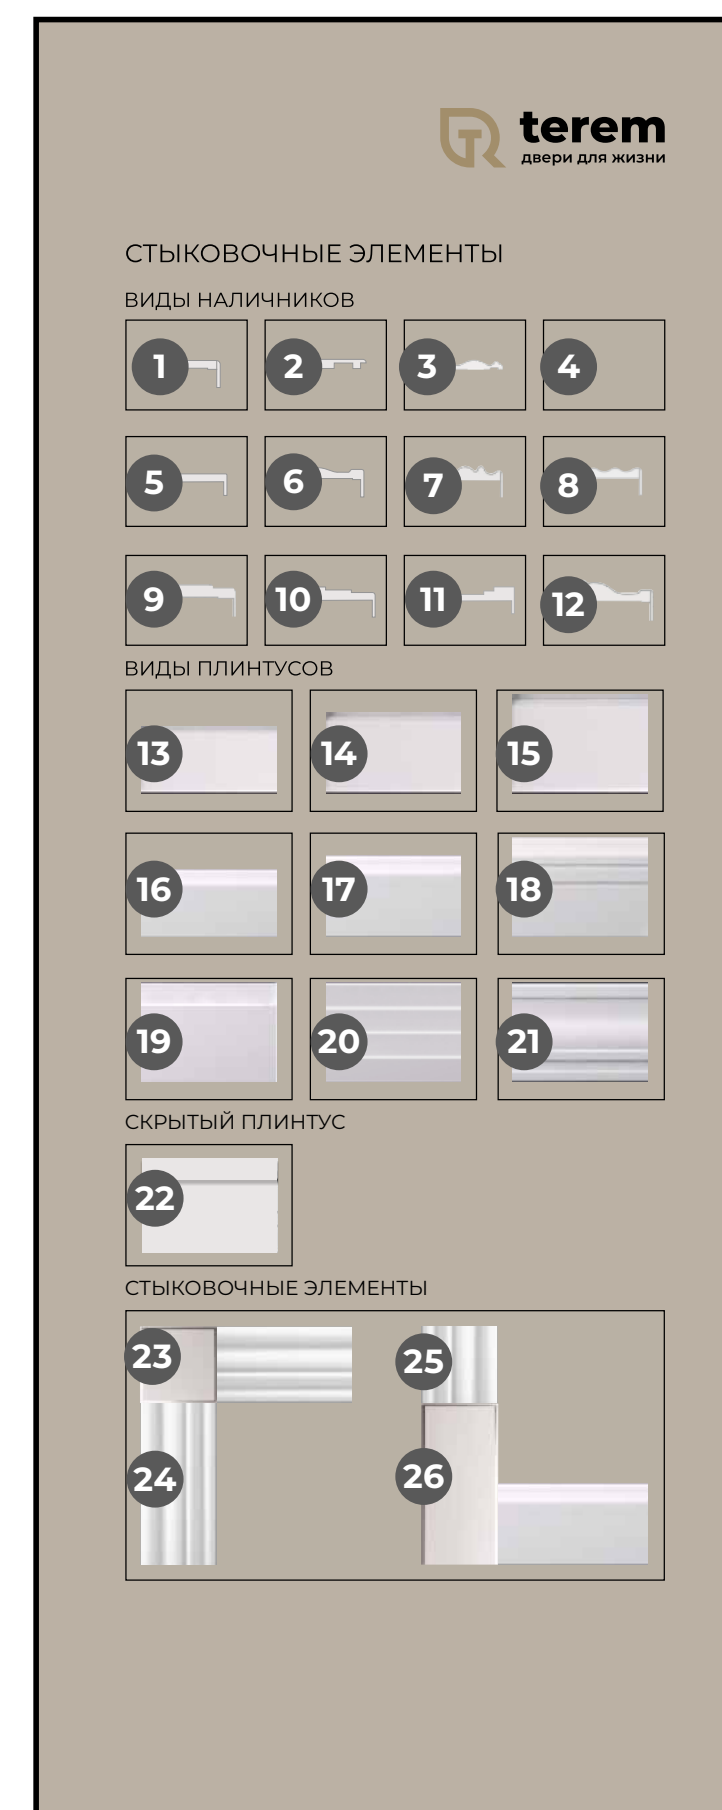 terem
двери для жизни
СТЫКОВОЧНЫЕ ЭЛЕМЕНТЫ
ВИДЫ НАЛИЧНИКОВ
1 2 3 4
5 6 7 8
9 10 11 12
ВИДЫ ПЛИНТУСОВ
13 14 15
16 17 18
19 20 21
СКРЫТЫЙ ПЛИНТУС
22
СТЫКОВОЧНЫЕ ЭЛЕМЕНТЫ
23 25
24 26